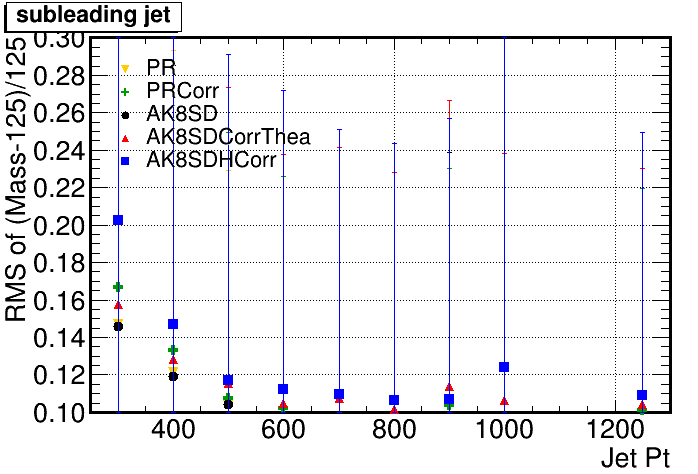 subleading jet
RMS of (Mass-125)/125
0.30
0.28
0.26
0.24
0.22
0.20
0.18
0.16
0.14
0.12
0.10
PR
PRCorr
AK8SD
AK8SDCorrThea
AK8SDHCorr
400 600 800 1000 1200
Jet Pt